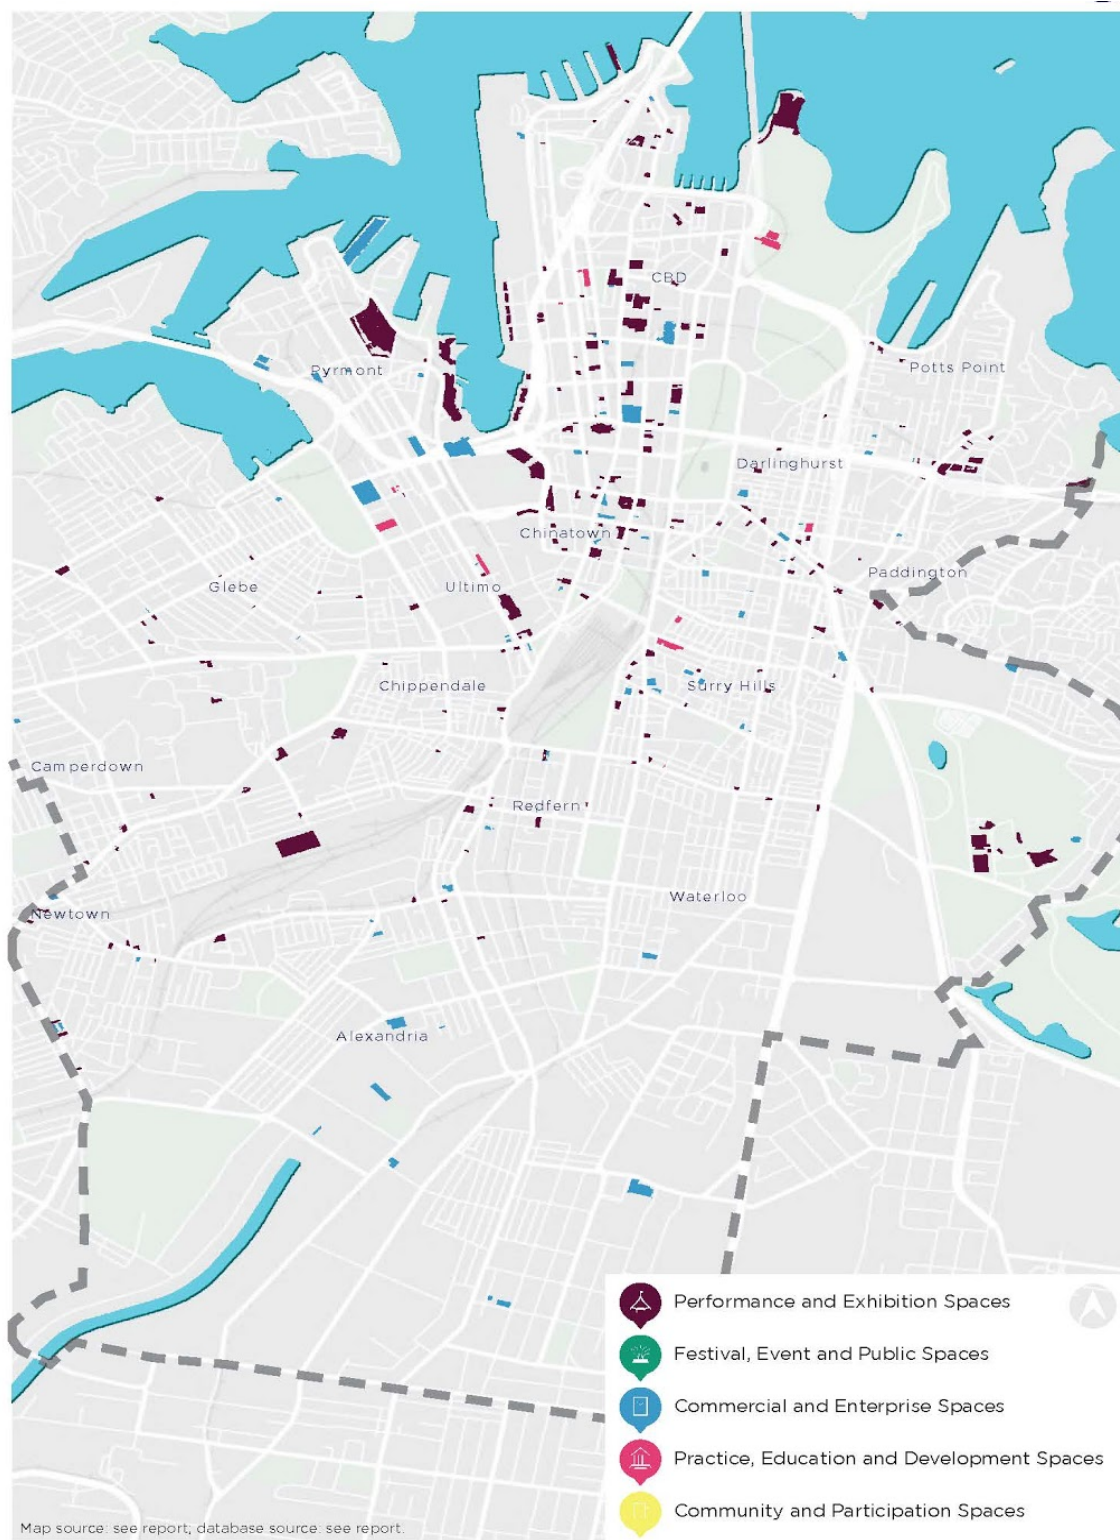 CBD
Pyrmont
Potts Point
Darlinghurst
Chinatown
Paddington
Glebe
Ultimo
Chippendale
Surry Hills
Camperdown
Redfern
Waterloo
Newtown
Alexandria
Performance and Exhibition Spaces
Festival, Event and Public Spaces
Commercial and Enterprise Spaces
Practice, Education and Development Spaces
Community and Participation Spaces
Map source: see report; database source: see report.